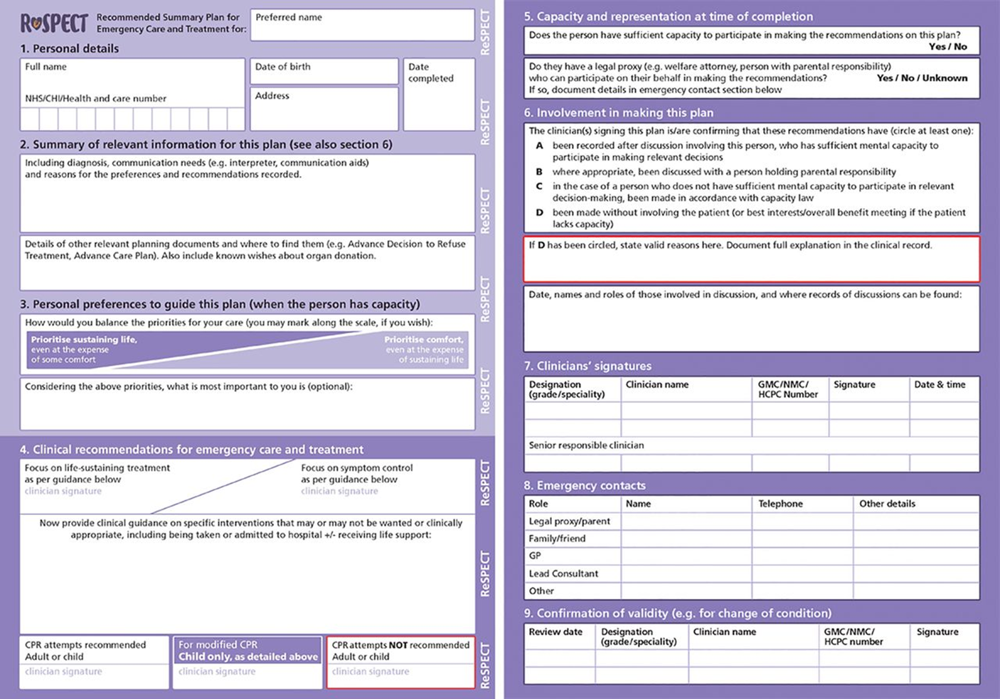 ReSPECT
Recommended Summary Plan for
Emergency Care and Treatment for:
Preferred name
1. Personal details
Full name
Date of birth
Date
completed
NHS/CHI/Health and care number
Address
2. Summary of relevant information for this plan (see also section 6)
Including diagnosis, communication needs (e.g. interpreter, communication aids)
and reasons for the preferences and recommendations recorded.
Details of other relevant planning documents and where to find them (e.g. Advance Decision to Refuse
Treatment, Advance Care Plan). Also include known wishes about organ donation.
3. Personal preferences to guide this plan (when the person has capacity)
How would you balance the priorities for your care (you may mark along the scale, if you wish):
Prioritise sustaining life,
even at the expense
of some comfort
Prioritise comfort,
even at the expense
of sustaining life
Considering the above priorities, what is most important to you is (optional):
4. Clinical recommendations for emergency care and treatment
Focus on life-sustaining treatment
as per guidance below
clinician signature
Focus on symptom control
as per guidance below
clinician signature
Now provide clinical guidance on specific interventions that may or may not be wanted or clinically
appropriate, including being taken or admitted to hospital +/- receiving life support:
CPR attempts recommended
Adult or child
clinician signature
For modified CPR
Child only, as detailed above
clinician signature
CPR attempts NOT recommended
Adult or child
clinician signature
ReSPECT
ReSPECT
ReSPECT
ReSPECT
ReSPECT
ReSPECT
ReSPECT
ReSPECT
5. Capacity and representation at time of completion
Does the person have sufficient capacity to participate in making the recommendations on this plan?
Yes / No
Do they have a legal proxy (e.g. welfare attorney, person with parental responsibility)
who can participate on their behalf in making the recommendations? Yes / No / Unknown
If so, document details in emergency contact section below
6. Involvement in making this plan
The clinician(s) signing this plan is/are confirming that these recommendations have (circle at least one):
A been recorded after discussion involving this person, who has sufficient mental capacity to
participate in making relevant decisions
B where appropriate, been discussed with a person holding parental responsibility
C in the case of a person who does not have sufficient mental capacity to participate in relevant
decision-making, been made in accordance with capacity law
D been made without involving the patient (or best interests/overall benefit meeting if the patient
lacks capacity)
If D has been circled, state valid reasons here. Document full explanation in the clinical record.
Date, names and roles of those involved in discussion, and where records of discussions can be found:
7. Clinicians' signatures
Designation
(grade/speciality)
Clinician name
GMC/NMC/
HCPC Number
Signature
Date & time
Senior responsible clinician
8. Emergency contacts
Role Name Telephone Other details
Legal proxy/parent
Family/friend
GP
Lead Consultant
Other
9. Confirmation of validity (e.g. for change of condition)
Review date
Designation
(grade/speciality)
Clinician name
GMC/NMC/
HCPC number
Signature